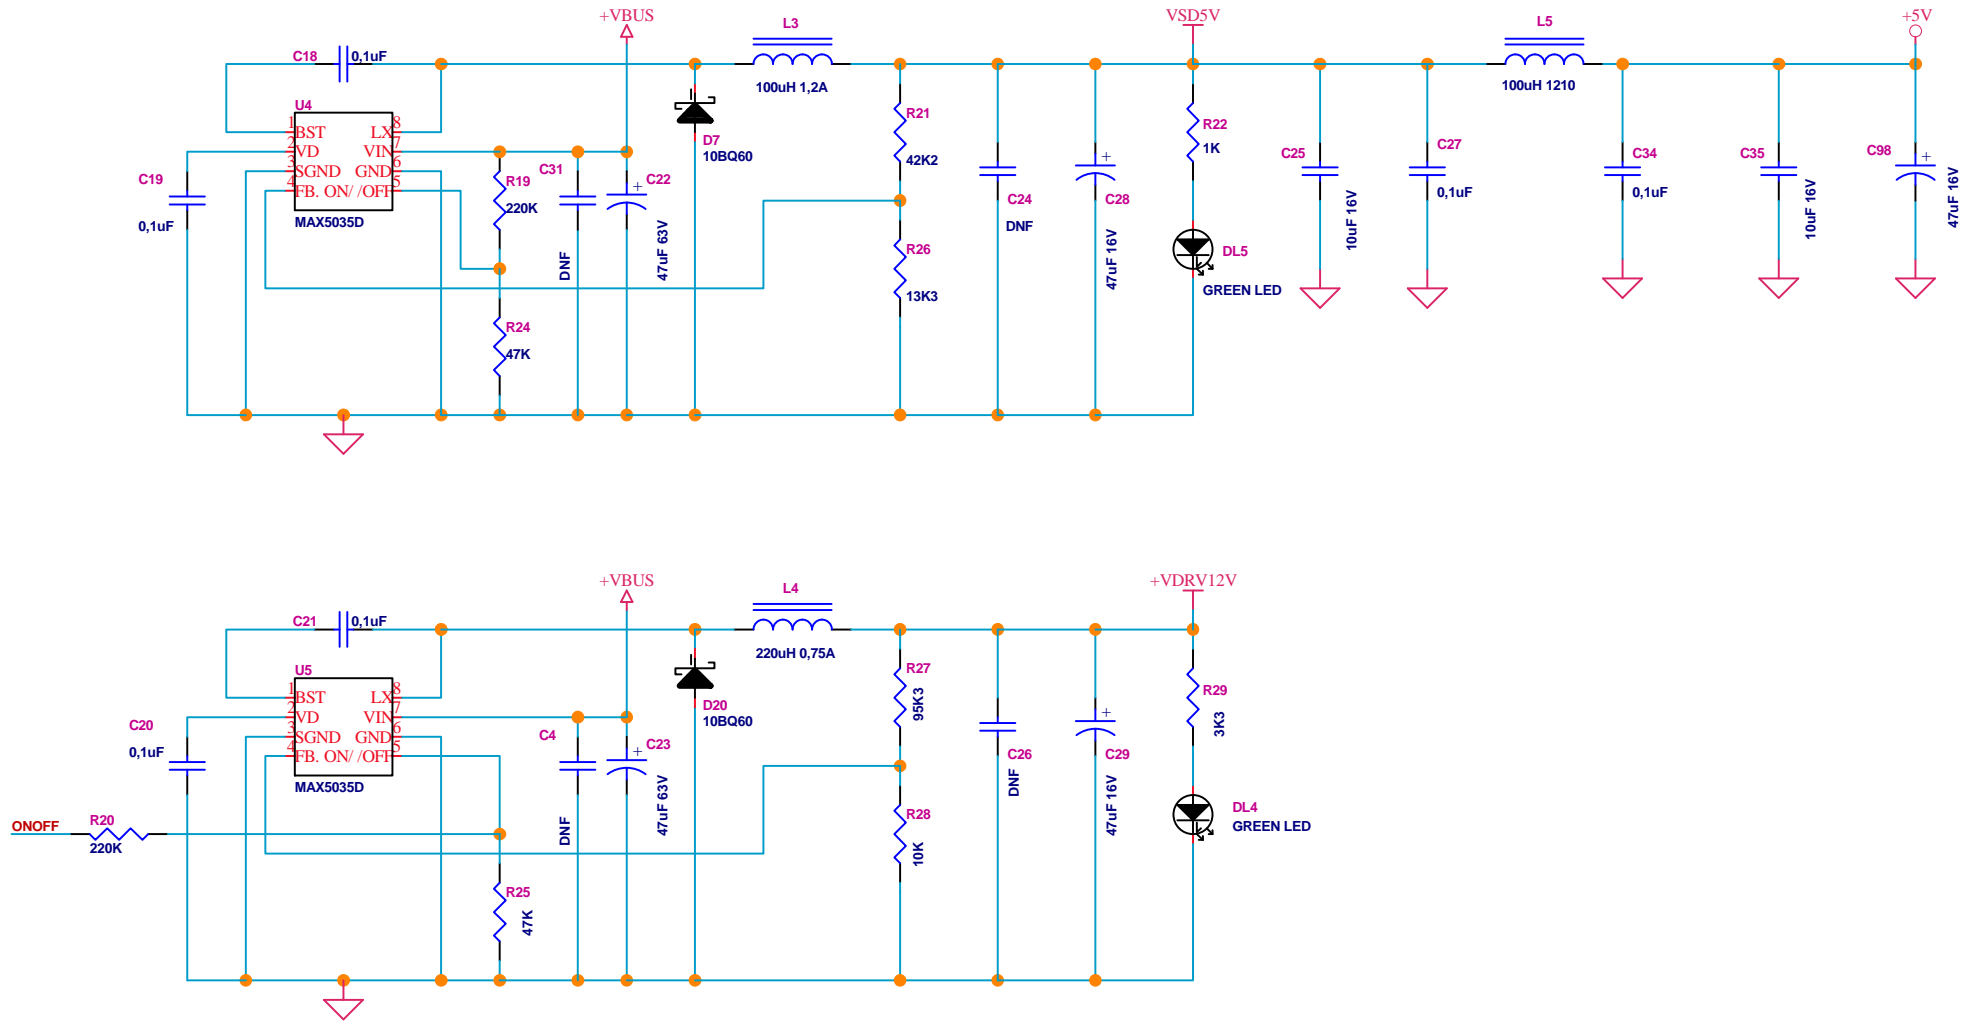 +VBUS
VSD5V
+5V
L3
L5
C18
0,1uF
100uH 1,2A
100uH 1210
U4
1
BST
LX
8
2
VD
VIN
7
3
SGND
GND
6
4
FB.
ON/ /OFF
5
MAX5035D
C19
0,1uF
R19
220K
C31
DNF
C22
+
47uF 63V
D7
10BQ60
R21
42K2
R26
13K3
C24
DNF
+
C28
47uF 16V
R22
1K
DL5
GREEN LED
C25
10uF 16V
C27
0,1uF
C34
0,1uF
C35
10uF 16V
C98
+
47uF 16V
R24
47K
+VBUS
+VDRV12V
L4
C21
0,1uF
220uH 0,75A
U5
1
BST
LX
8
2
VD
VIN
7
3
SGND
GND
6
4
FB.
ON/ /OFF
5
MAX5035D
C20
0,1uF
C4
DNF
C23
+
47uF 63V
D20
10BQ60
R27
95K3
R28
10K
C26
DNF
+
C29
47uF 16V
R29
3K3
DL4
GREEN LED
ONOFF
R20
220K
R25
47K